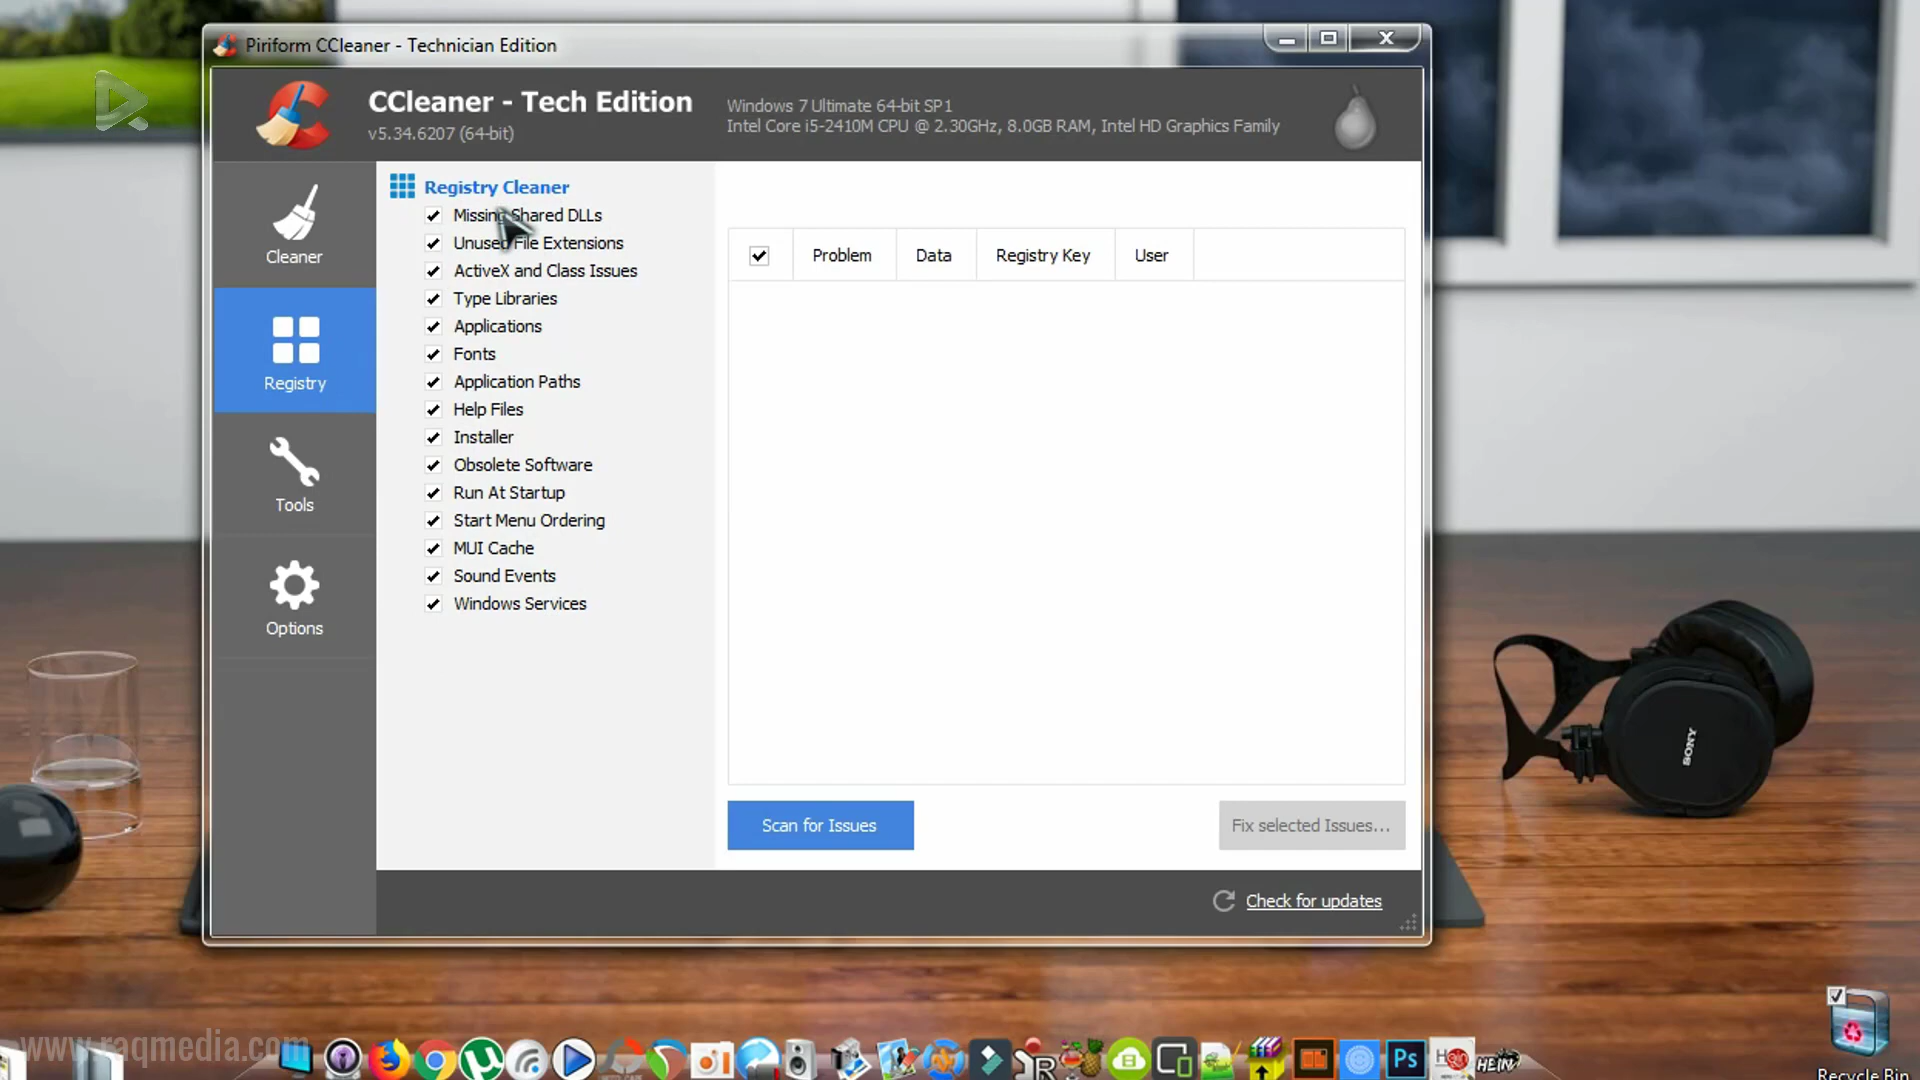 Piriform CCleaner - Technician Edition
CCleaner - Tech Edition
v5.34.6207 (64-bit)
Windows 7 Ultimate 64-bit SP1
Intel Core i5-2410M CPU @ 2.30GHz, 8.0GB RAM, Intel HD Graphics Family
Cleaner
Registry
Tools
Options
Registry Cleaner
Missing Shared DLLs
Unused File Extensions
ActiveX and Class Issues
Type Libraries
Applications
Fonts
Application Paths
Help Files
Installer
Obsolete Software
Run At Startup
Start Menu Ordering
MUI Cache
Sound Events
Windows Services
Problem
Data
Registry Key
User
Scan for Issues
Fix selected Issues...
Check for updates
SONY
www.raqmedia.com
Ps
HEIN
Recycle Bin